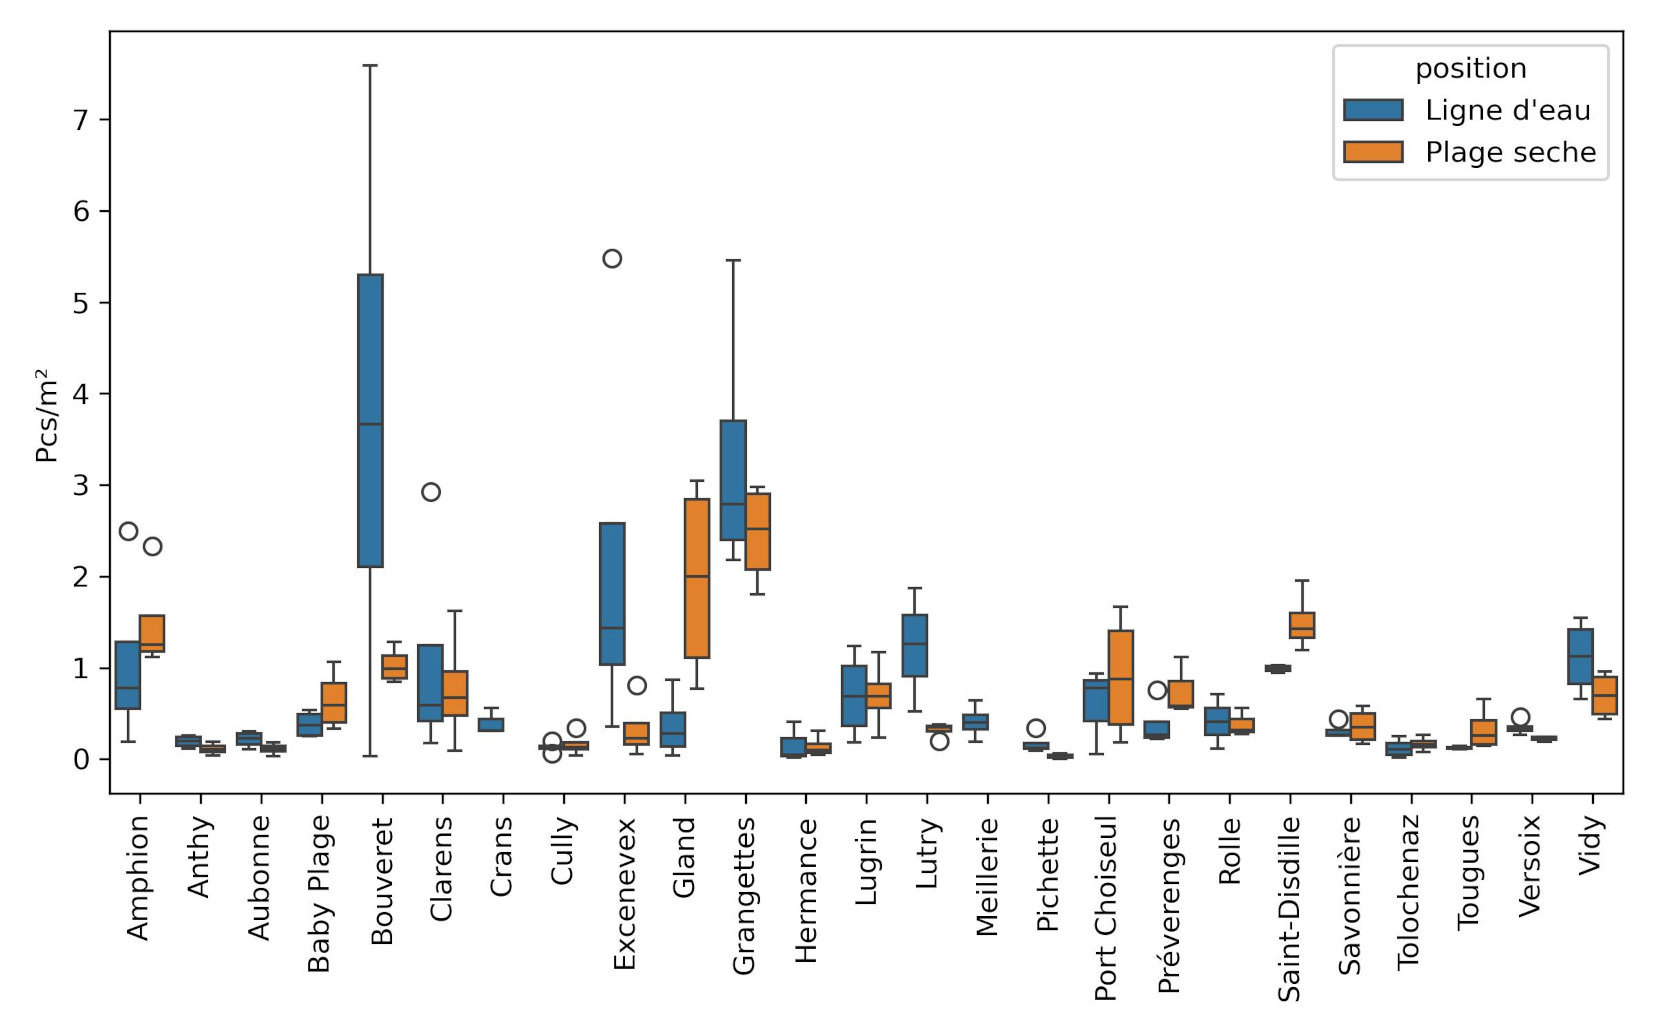 position
Ligne d'eau
Plage seche
7
6
5
4
3
2
1
0
Pcs/m²
Amphion
Anthy
Aubonne
Baby Plage
Bouveret
Clarens
Crans
Cully
Excenevex
Gland
Grangettes
Hermance
Lugrin
Lutry
Meillerie
Pichette
Port Choiseul
Préverenges
Rolle
Saint-Disdille
Savonnière
Tolochenaz
Tougues
Versoix
Vidy